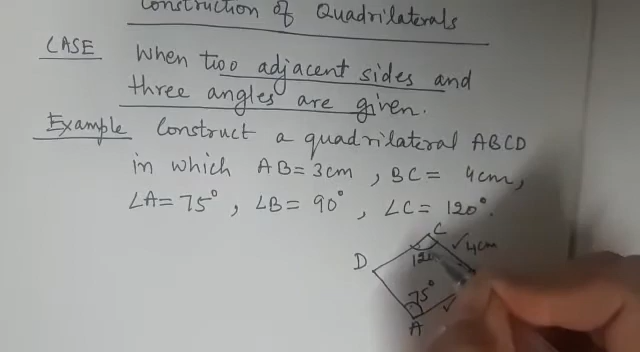 Construction of Quadrilaterals
CASE When two adjacent sides and
three angles are given.
Example Construct a quadrilateral ABCD
in which AB = 3cm , BC = 4cm,
∠A = 75° , ∠B = 90° , ∠C = 120°.
C
4cm
D
120
75°
A